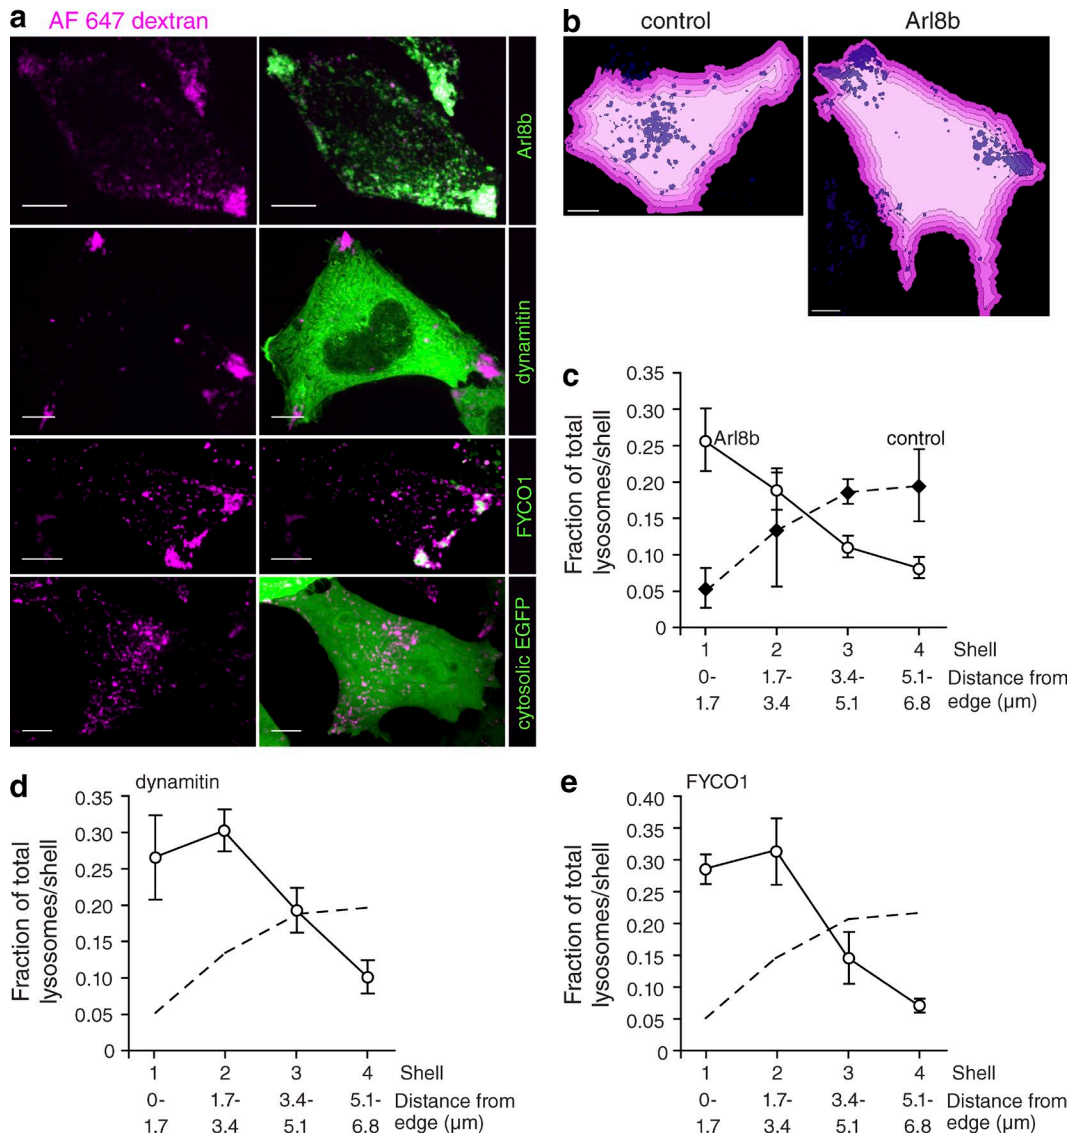 a AF 647 dextran
Arl8b
dynamitin
FYCO1
cytosolic EGFP
b control Arl8b
c
Fraction of total
lysosomes/shell
0.35
0.30
0.25
0.20
0.15
0.10
0.05
0
Arl8b control
1 2 3 4 Shell
0- 1.7- 3.4- 5.1- Distance from
1.7 3.4 5.1 6.8 edge (µm)
d dynamitin
Fraction of total
lysosomes/shell
0.35
0.30
0.25
0.20
0.15
0.10
0.05
0
1 2 3 4 Shell
0- 1.7- 3.4- 5.1- Distance from
1.7 3.4 5.1 6.8 edge (µm)
e FYCO1
Fraction of total
lysosomes/shell
0.40
0.35
0.30
0.30
0.20
0.15
0.10
0.05
0
1 2 3 4 Shell
0- 1.7- 3.4- 5.1- Distance from
1.7 3.4 5.1 6.8 edge (µm)